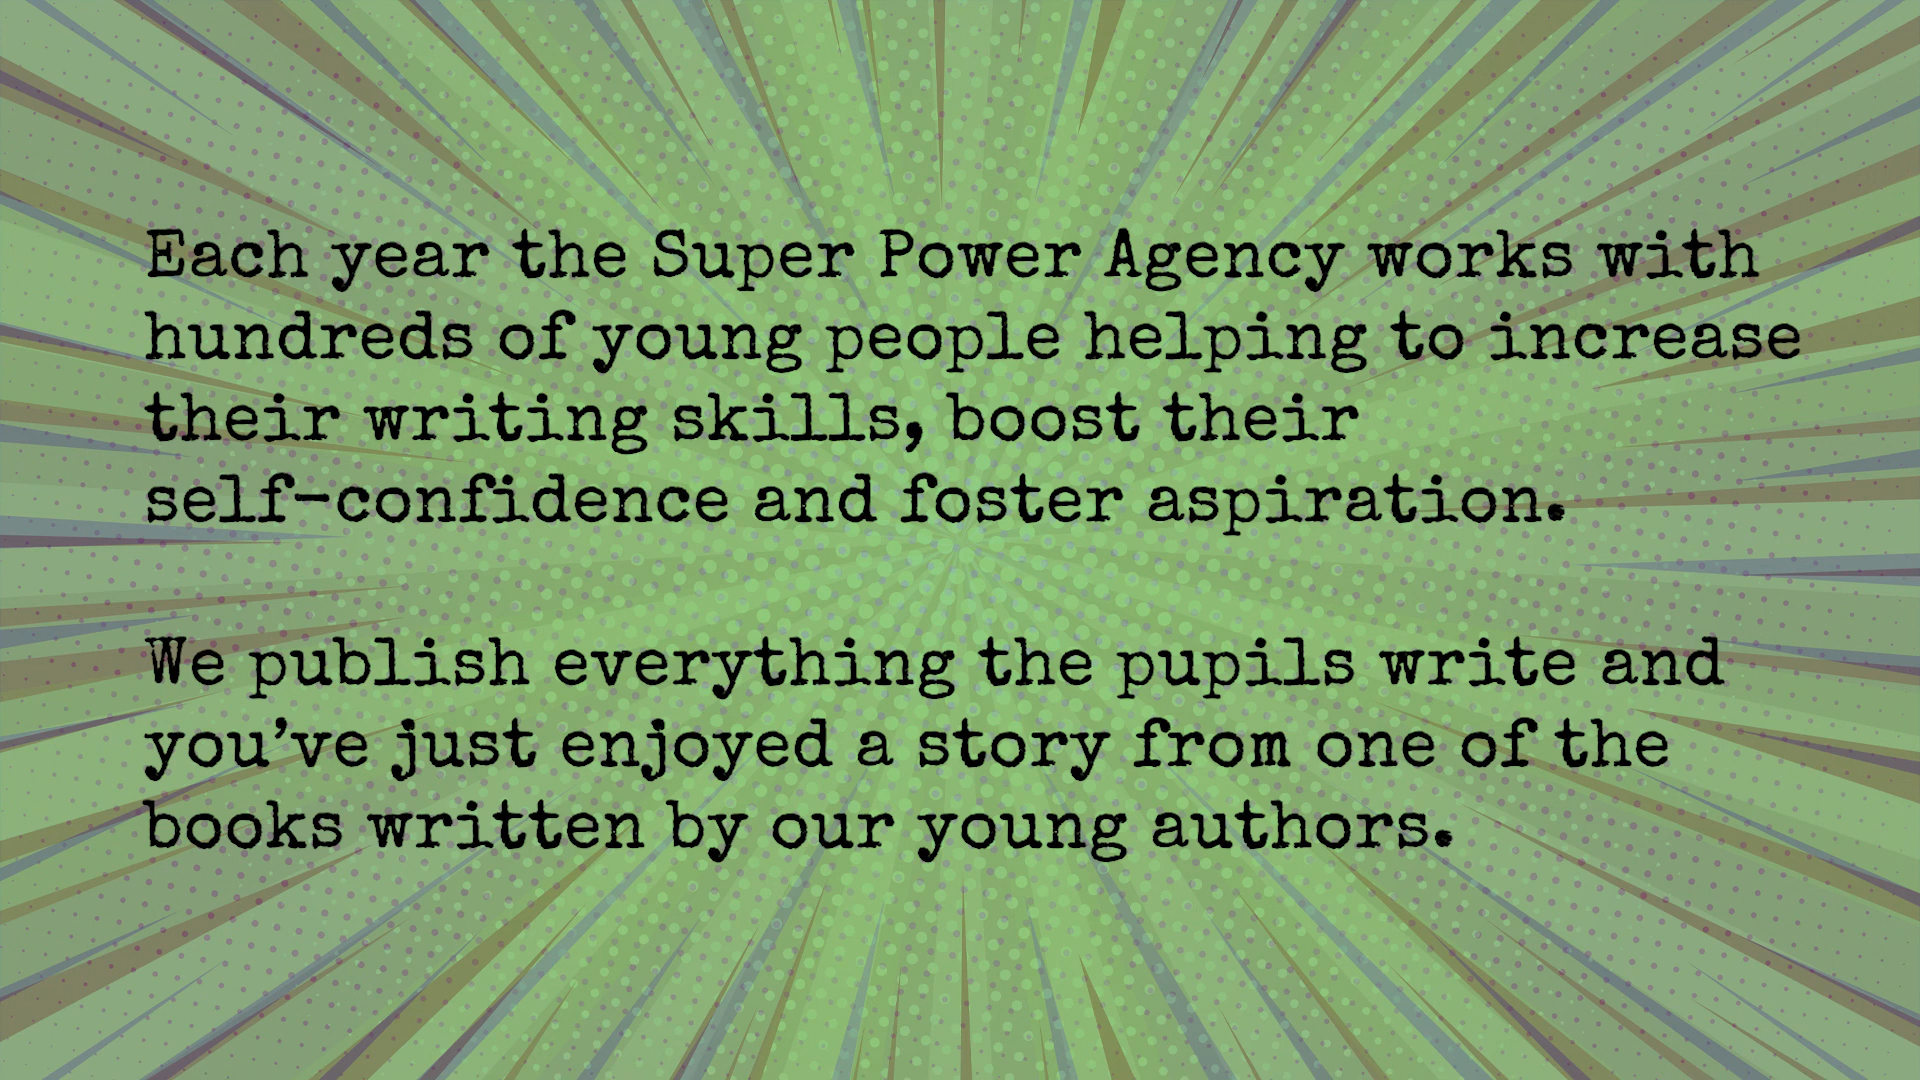 Each year the Super Power Agency works with
hundreds of young people helping to increase
their writing skills, boost their
self-confidence and foster aspiration.
We publish everything the pupils write and
you’ve just enjoyed a story from one of the
books written by our young authors.